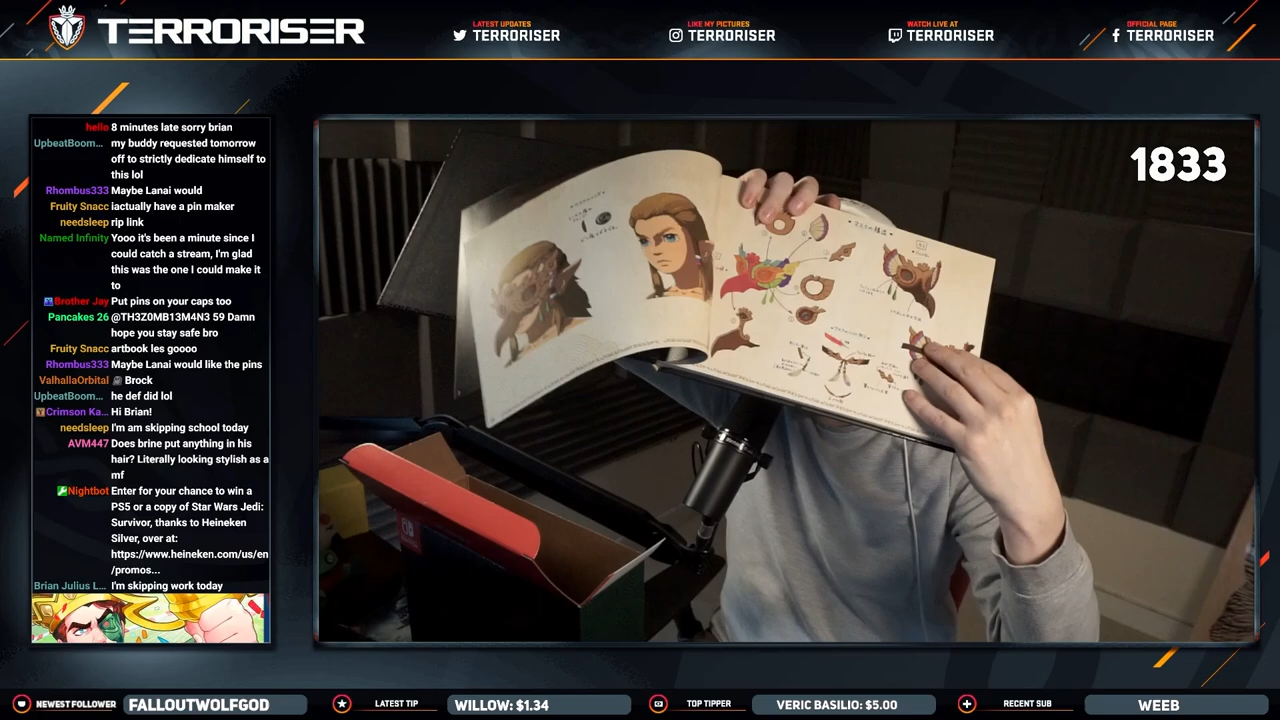 TERRORISER
LATEST UPDATES
TERRORISER
LIKE MY PICTURES
TERRORISER
WATCH LIVE AT
TERRORISER
OFFICIAL PAGE
TERRORISER
hello 8 minutes late sorry brian
UpbeatBoom... my buddy requested tomorrow
off to strictly dedicate himself to
this lol
Rhombus333 Maybe Lanai would
Fruity Snacc iactually have a pin maker
needsleep rip link
Named Infinity Yooo it's been a minute since I
could catch a stream, I'm glad
this was the one I could make it
to
Brother Jay Put pins on your caps too
Pancakes 26 @TH3Z0MB13M4N3 59 Damn
hope you stay safe bro
Fruity Snacc artbook les goooo
Rhombus333 Maybe Lanai would like the pins
ValhallaOrbital Brock
UpbeatBoom... he def did lol
Crimson Ka... Hi Brian!
needsleep I'm am skipping school today
AVM447 Does brine put anything in his
hair? Literally looking stylish as a
mf
Nightbot Enter for your chance to win a
PS5 or a copy of Star Wars Jedi:
Survivor, thanks to Heineken
Silver, over at:
https://www.heineken.com/us/en
/promos...
Brian Julius L... I'm skipping work today
1833
NEWEST FOLLOWER
FALLOUTWOLFGOD
LATEST TIP
WILLOW: $1.34
TOP TIPPER
VERIC BASILIO: $5.00
RECENT SUB
WEEB